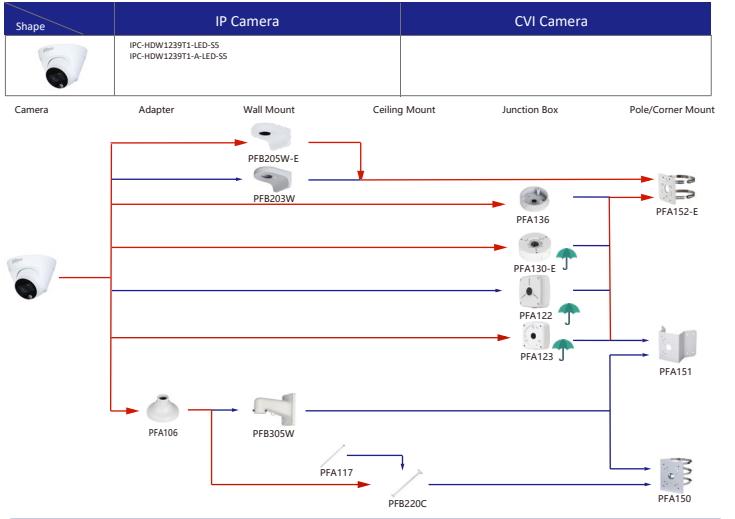 Shape
IP Camera
CVI Camera
IPC-HDW1239T1-LED-S5
IPC-HDW1239T1-A-LED-S5
Camera
Adapter
Wall Mount
Ceiling Mount
Junction Box
Pole/Corner Mount
PFB205W-E
PFB203W
PFA152-E
PFA136
PFA130-E
PFA122
PFA123
PFA151
PFA106
PFB305W
PFA117
PFB220C
PFA150